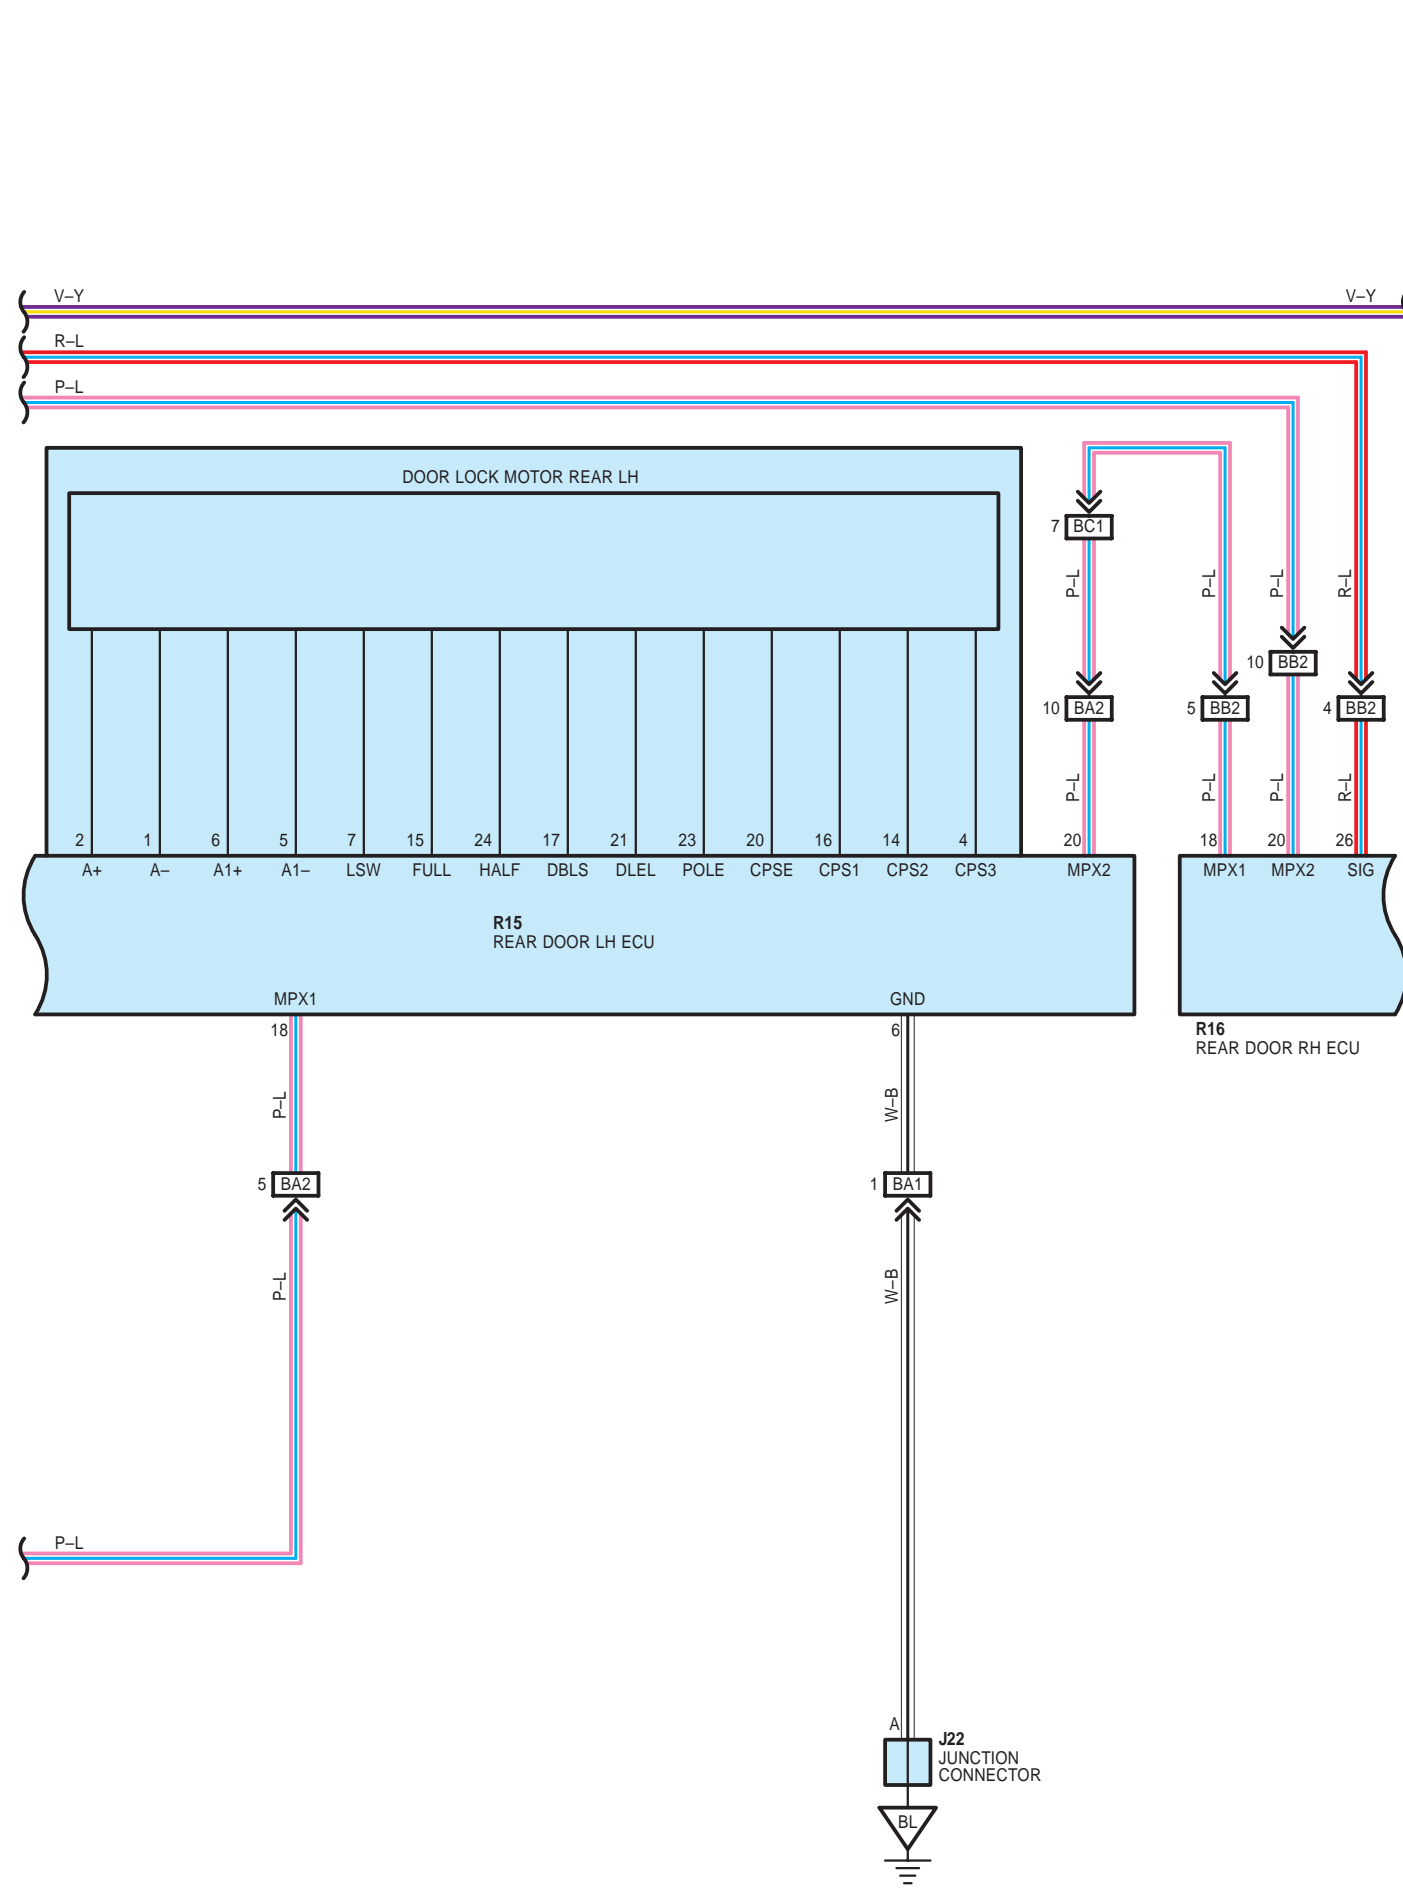 V–Y V–Y
R–L
P–L
DOOR LOCK MOTOR REAR LH
7 BC1
P–L P–L P–L R–L
10 BB2
10 BA2 5 BB2 4 BB2
P–L P–L P–L R–L
2 1 6 5 7 15 24 17 21 23 20 16 14 4 20 18 20 26
A+ A– A1+ A1– LSW FULL HALF DBLS DLEL POLE CPSE CPS1 CPS2 CPS3 MPX2 MPX1 MPX2 SIG
R15
REAR DOOR LH ECU
MPX1 GND
18 6
R16
REAR DOOR RH ECU
P–L W–B
5 BA2 1 BA1
P–L W–B
P–L
A
J22
JUNCTION
CONNECTOR
BL